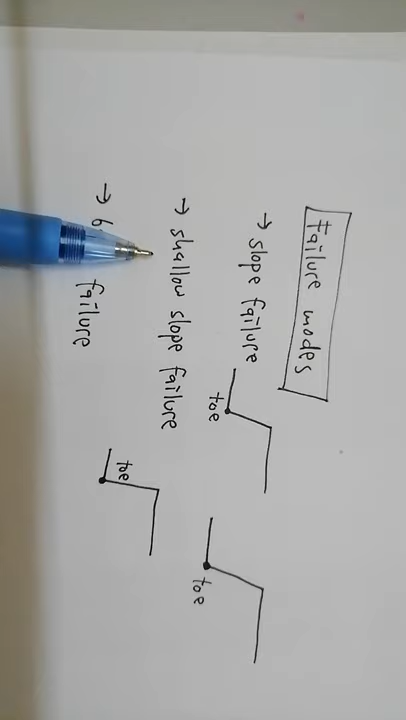 Failure modes
→ slope failure
toe
→ shallow slope failure
toe
→ failure
toe